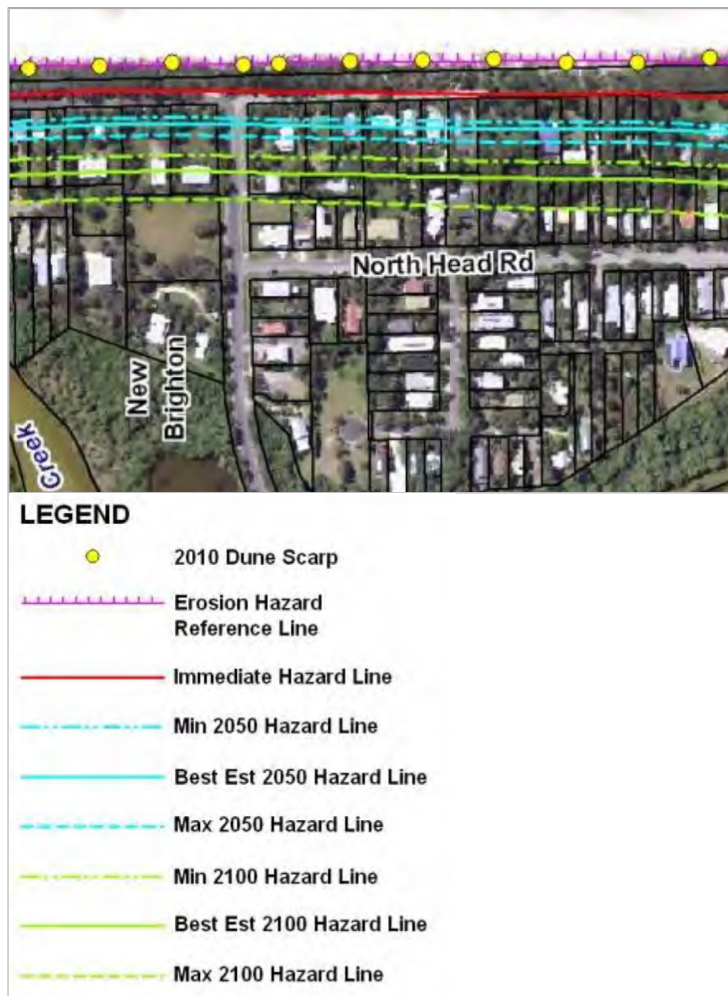 North Head Rd
New
Brighton
Creek
LEGEND
2010 Dune Scarp
Erosion Hazard
Reference Line
Immediate Hazard Line
Min 2050 Hazard Line
Best Est 2050 Hazard Line
Max 2050 Hazard Line
Min 2100 Hazard Line
Best Est 2100 Hazard Line
Max 2100 Hazard Line